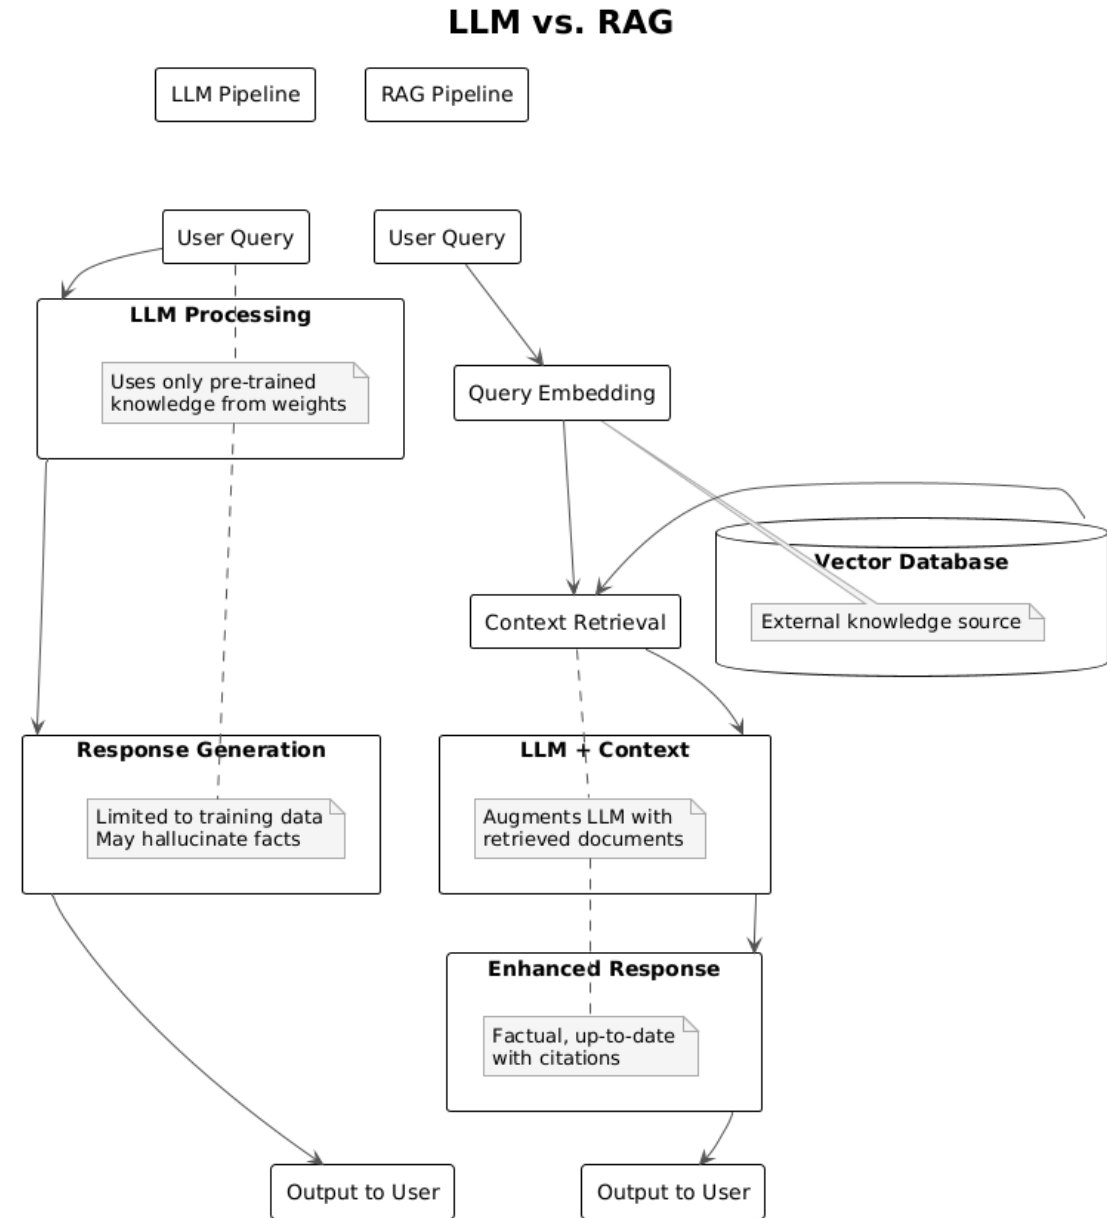 LLM vs. RAG
LLM Pipeline
RAG Pipeline
User Query
User Query
LLM Processing
Uses only pre-trained
knowledge from weights
Query Embedding
Vector Database
External knowledge source
Context Retrieval
Response Generation
Limited to training data
May hallucinate facts
LLM + Context
Augments LLM with
retrieved documents
Enhanced Response
Factual, up-to-date
with citations
Output to User
Output to User